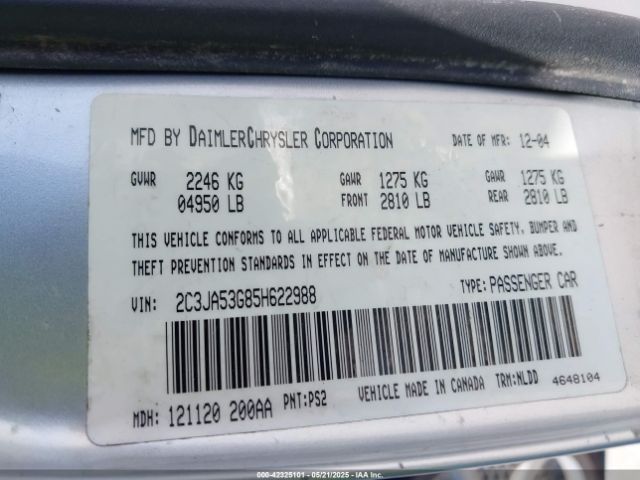 MFD BY DAIMLERCHRYSLER CORPORATION DATE OF MFR: 12-04
GVWR 2246 KG GAWR 1275 KG GAWR 1275 KG
04950 LB FRONT 2810 LB REAR 2810 LB
THIS VEHICLE CONFORMS TO ALL APPLICABLE FEDERAL MOTOR VEHICLE SAFETY, BUMPER AND
THEFT PREVENTION STANDARDS IN EFFECT ON THE DATE OF MANUFACTURE SHOWN ABOVE.
VIN: 2C3JA53G85H622988 TYPE: PASSENGER CAR
MDH: 121120 200AA PNT:PS2 VEHICLE MADE IN CANADA TRM:NLDD 4648104
000-42325101 - 05/21/2025 - IAA Inc.